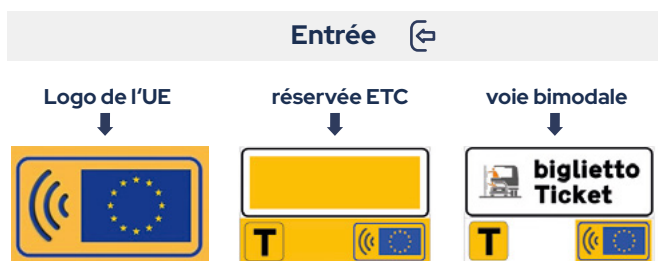 Entrée
Logo de l'UE
réservée ETC
voie bimodale
biglietto
Ticket
T
T